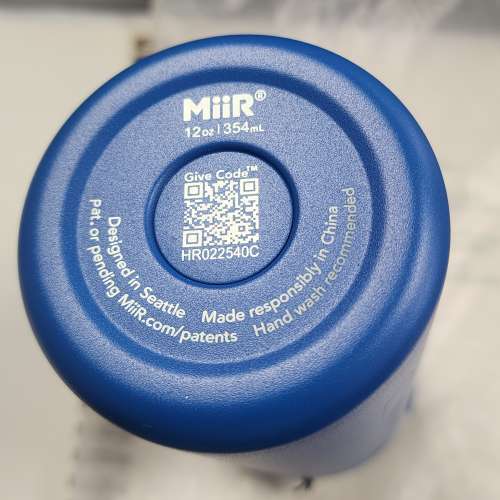 MiiR®
12oz | 354mL
Give Code™
HR022540C
Designed in Seattle Made responsibly in China
Pat. or pending MiiR.com/patents Hand wash recommended